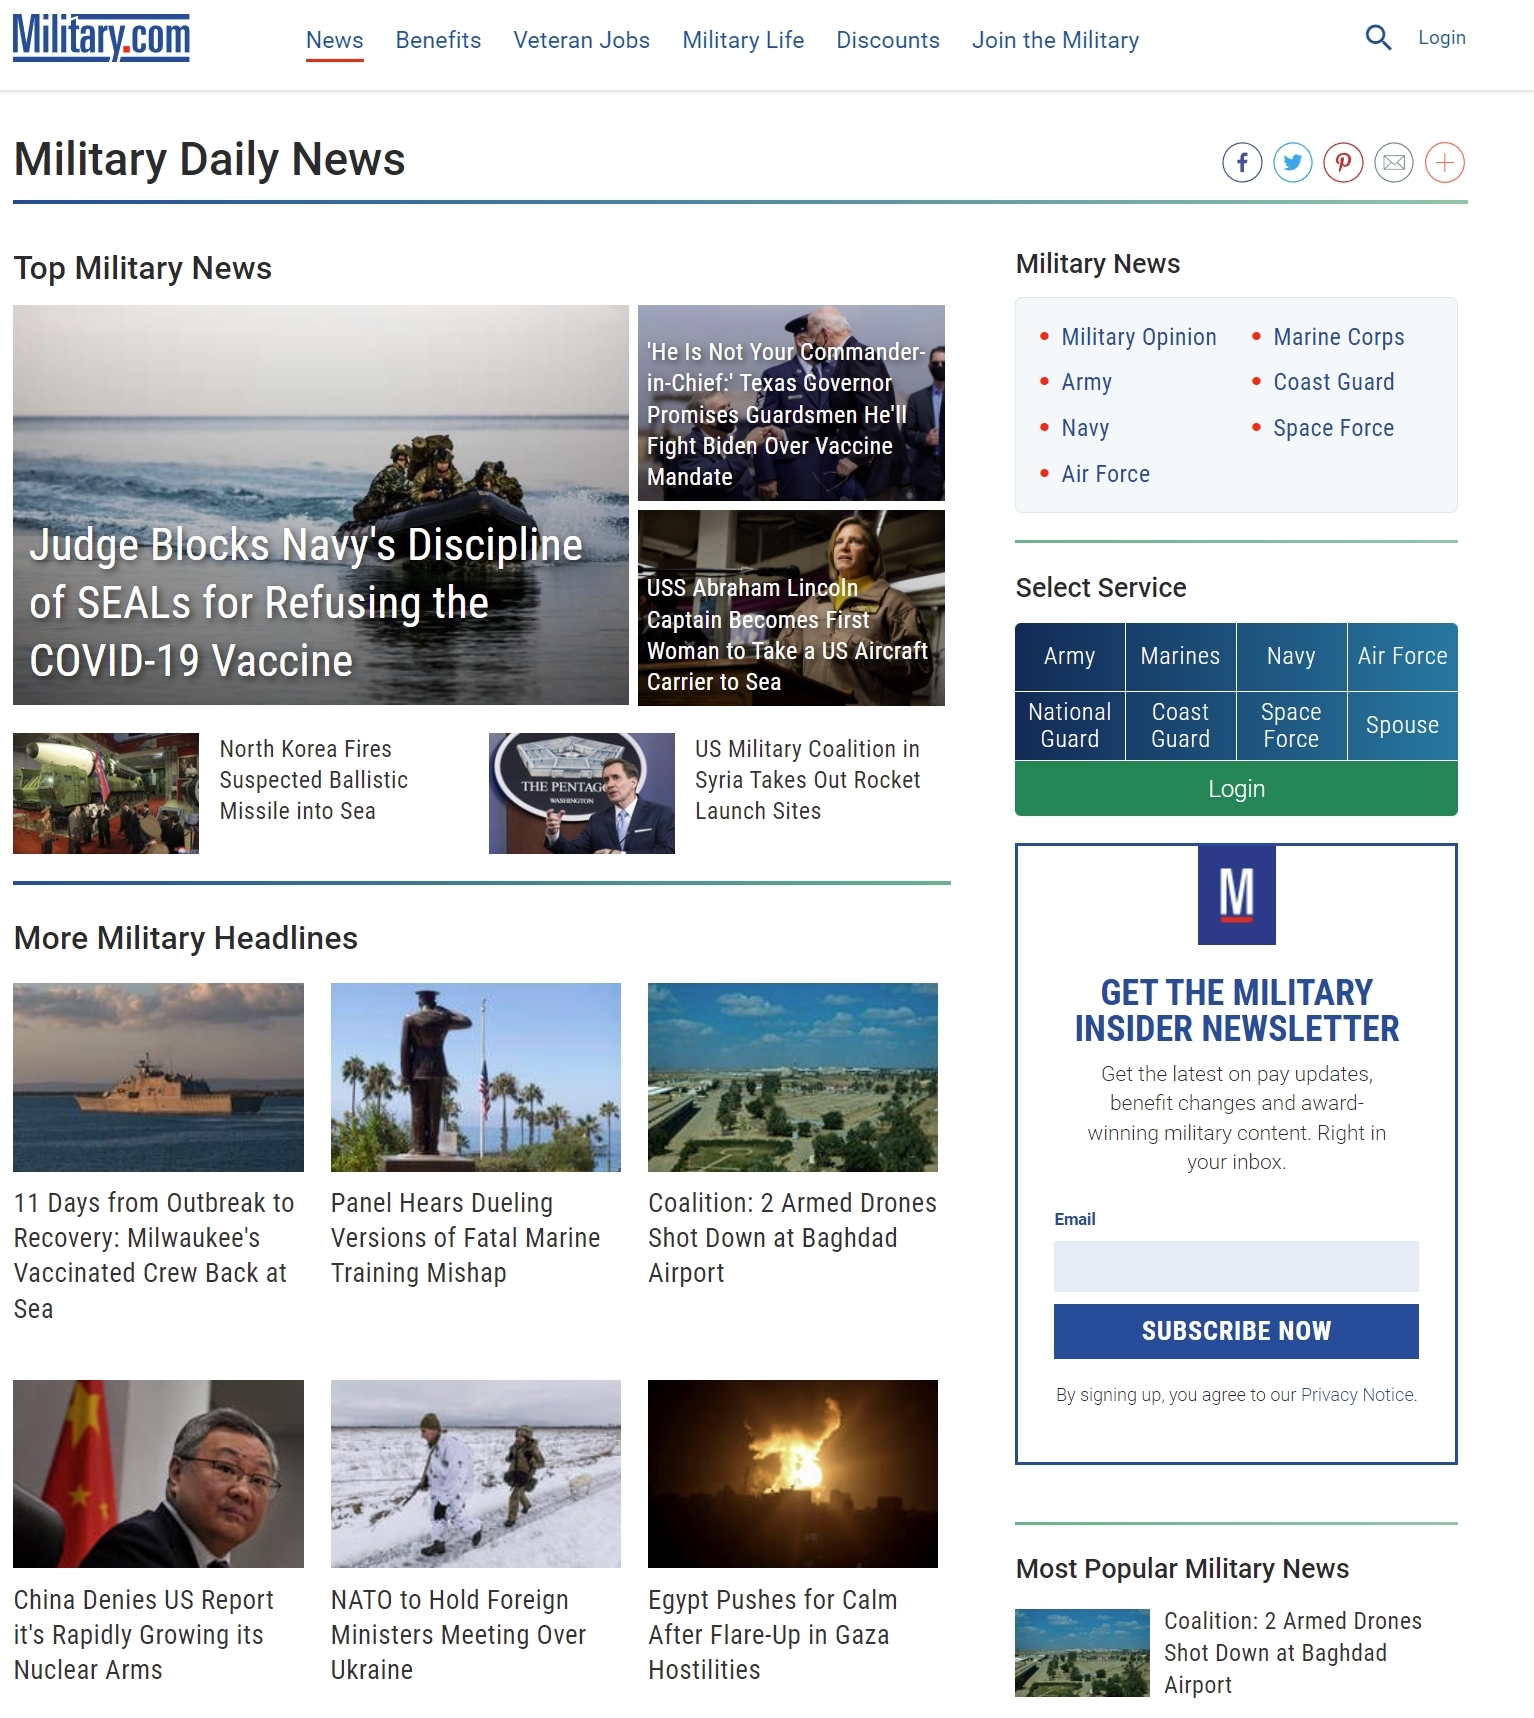 Military.com
News Benefits Veteran Jobs Military Life Discounts Join the Military Login
Military Daily News
Top Military News
Judge Blocks Navy's Discipline
of SEALs for Refusing the
COVID-19 Vaccine
'He Is Not Your Commander-
in-Chief:' Texas Governor
Promises Guardsmen He'll
Fight Biden Over Vaccine
Mandate
USS Abraham Lincoln
Captain Becomes First
Woman to Take a US Aircraft
Carrier to Sea
North Korea Fires
Suspected Ballistic
Missile into Sea
THE PENTAG
WASHINGTON
US Military Coalition in
Syria Takes Out Rocket
Launch Sites
More Military Headlines
11 Days from Outbreak to
Recovery: Milwaukee's
Vaccinated Crew Back at
Sea
Panel Hears Dueling
Versions of Fatal Marine
Training Mishap
Coalition: 2 Armed Drones
Shot Down at Baghdad
Airport
China Denies US Report
it's Rapidly Growing its
Nuclear Arms
NATO to Hold Foreign
Ministers Meeting Over
Ukraine
Egypt Pushes for Calm
After Flare-Up in Gaza
Hostilities
Military News
Military Opinion
Army
Navy
Air Force
Marine Corps
Coast Guard
Space Force
Select Service
Army Marines Navy Air Force
National
Guard
Coast
Guard
Space
Force
Spouse
Login
M
GET THE MILITARY
INSIDER NEWSLETTER
Get the latest on pay updates,
benefit changes and award-
winning military content. Right in
your inbox.
Email
SUBSCRIBE NOW
By signing up, you agree to our Privacy Notice.
Most Popular Military News
Coalition: 2 Armed Drones
Shot Down at Baghdad
Airport